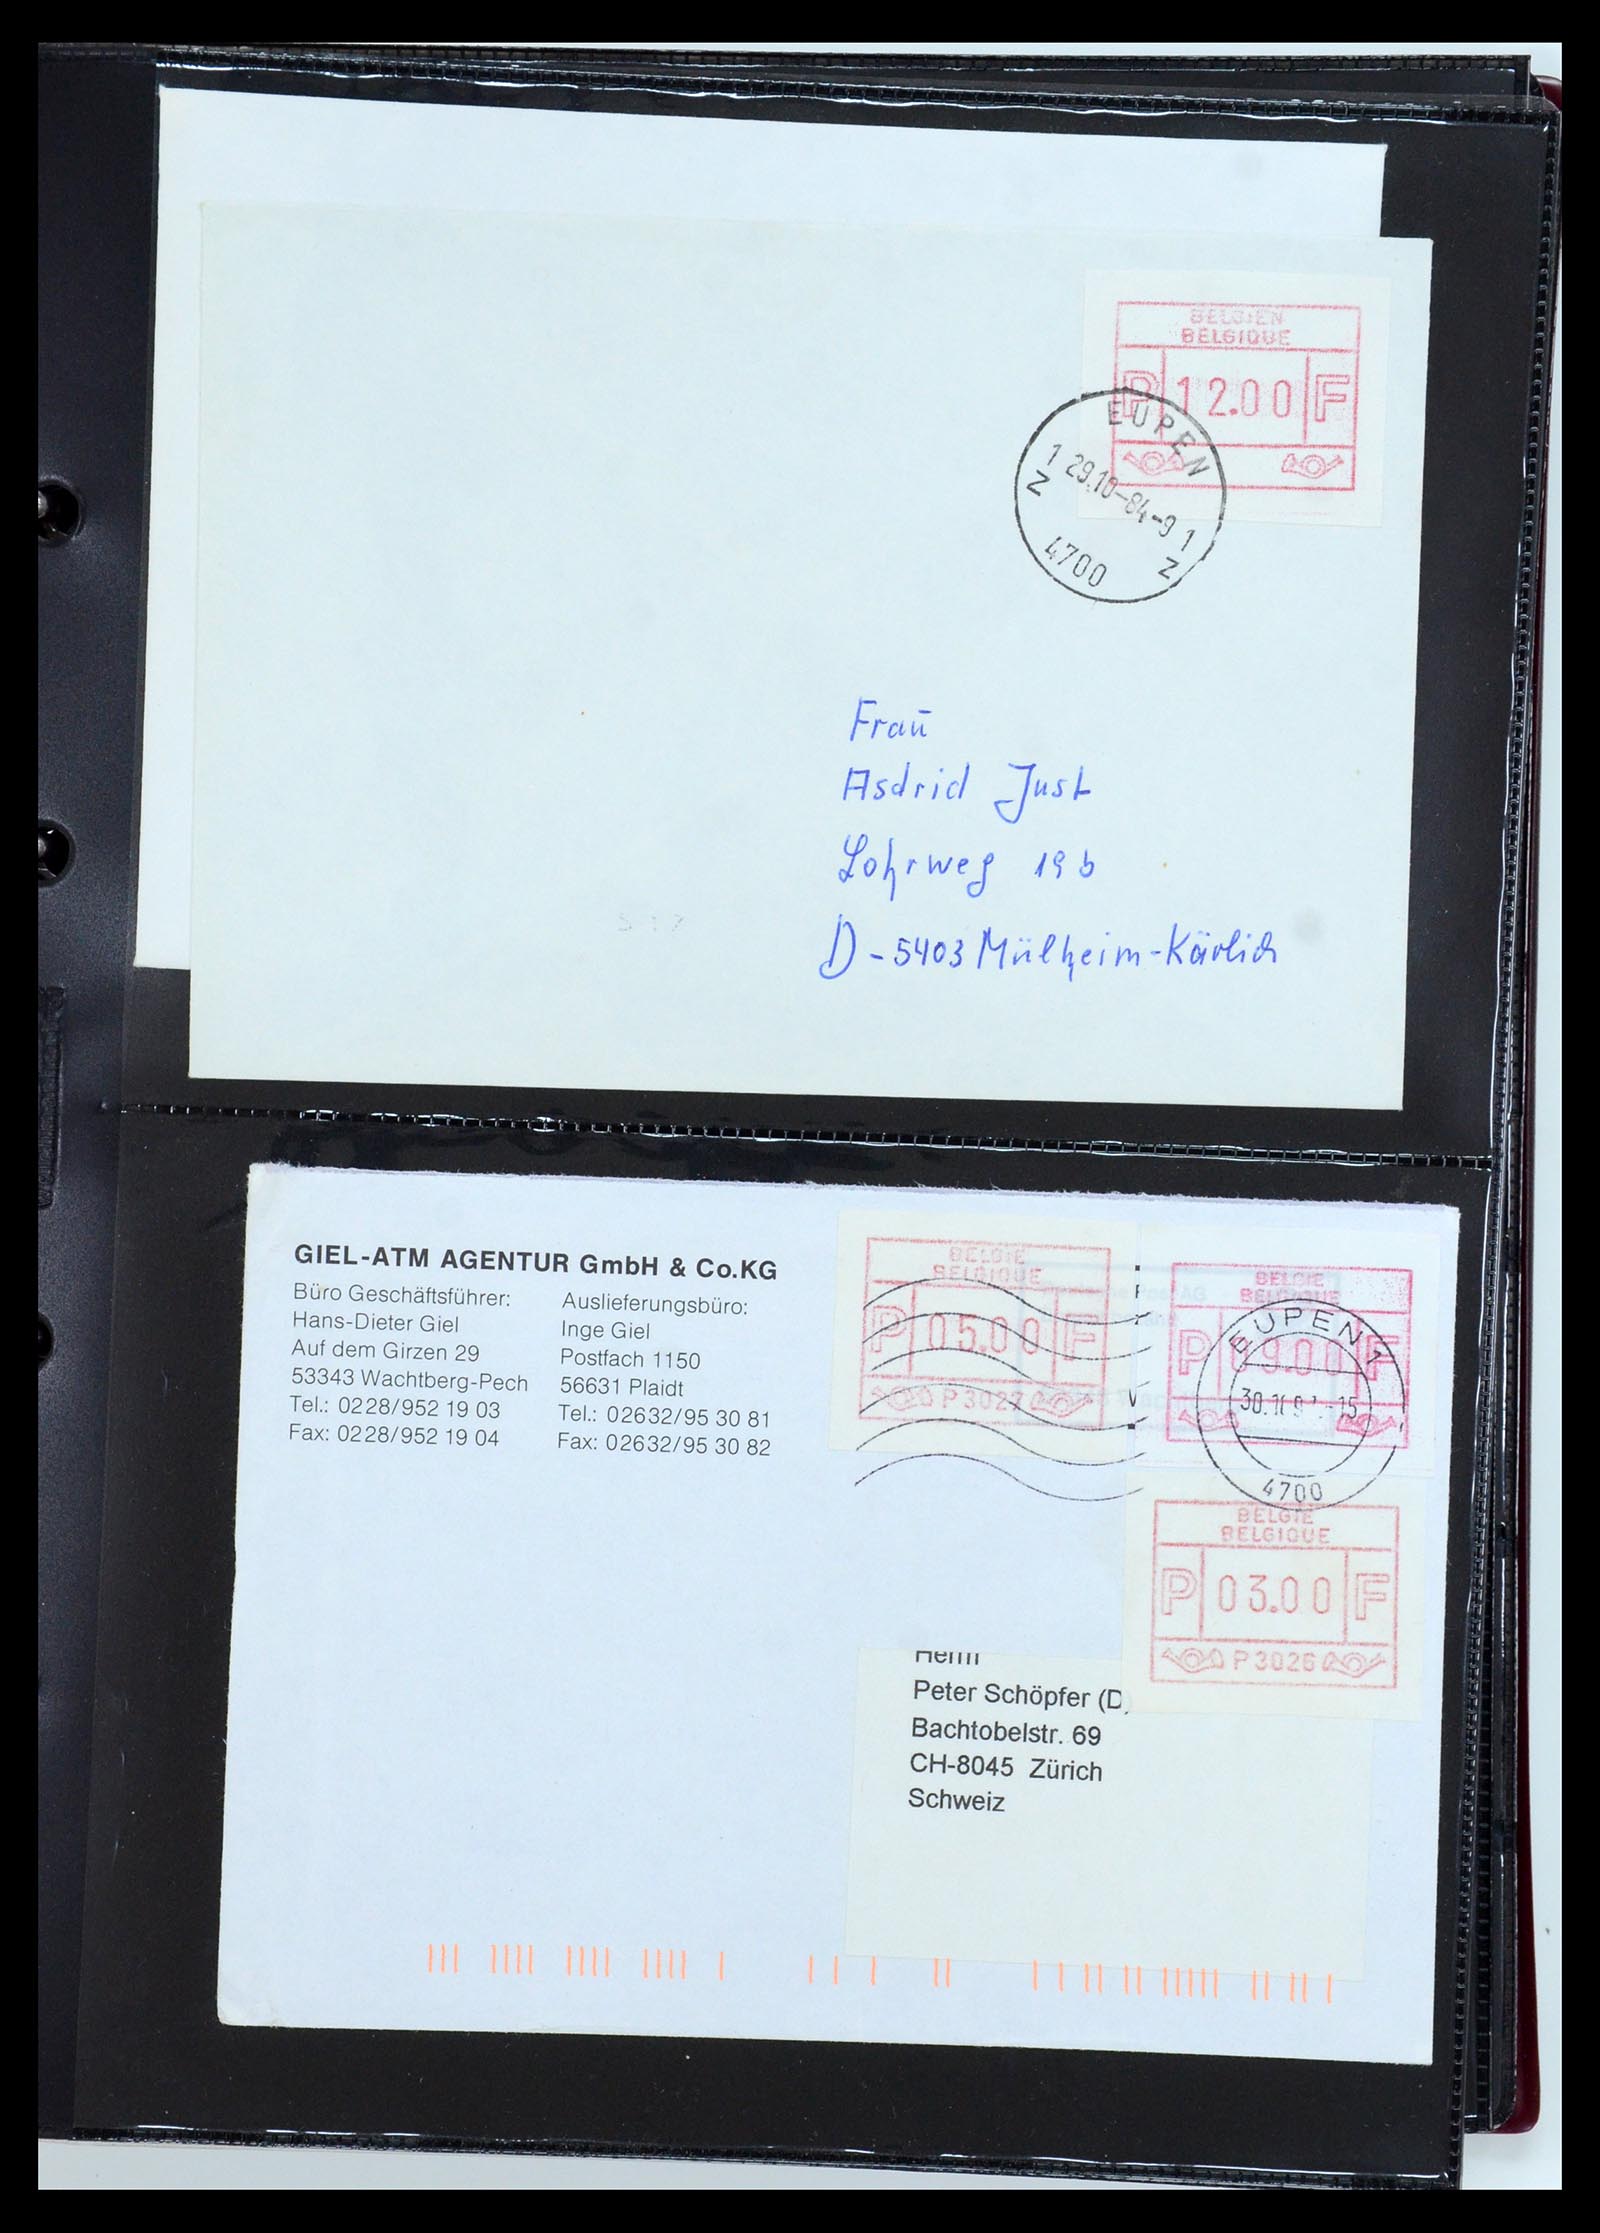 BELGIEN
BELGIQUE
P 12.00 F
EUPEN
1 29.10-84-9 1
Z Z
4700
Frau
Asdrid Just
Lohrweg 19b
D-5403 Mülheim-Kärlich
GIEL-ATM AGENTUR GmbH & Co.KG
Büro Geschäftsführer:
Hans-Dieter Giel
Auf dem Girzen 29
53343 Wachtberg-Pech
Tel.: 0228/952 19 03
Fax: 0228/952 19 04
Auslieferungsbüro:
Inge Giel
Postfach 1150
56631 Plaidt
Tel.: 02632/95 30 81
Fax: 02632/95 30 82
BELGIE
BELGIQUE
P 05.00 F
P3027
BELGIE
BELGIQUE
P F
EUPEN 1
4700
BELGIE
BELGIQUE
P 03.00 F
P3026
Herrn
Peter Schöpfer (D)
Bachtobelstr. 69
CH-8045 Zürich
Schweiz